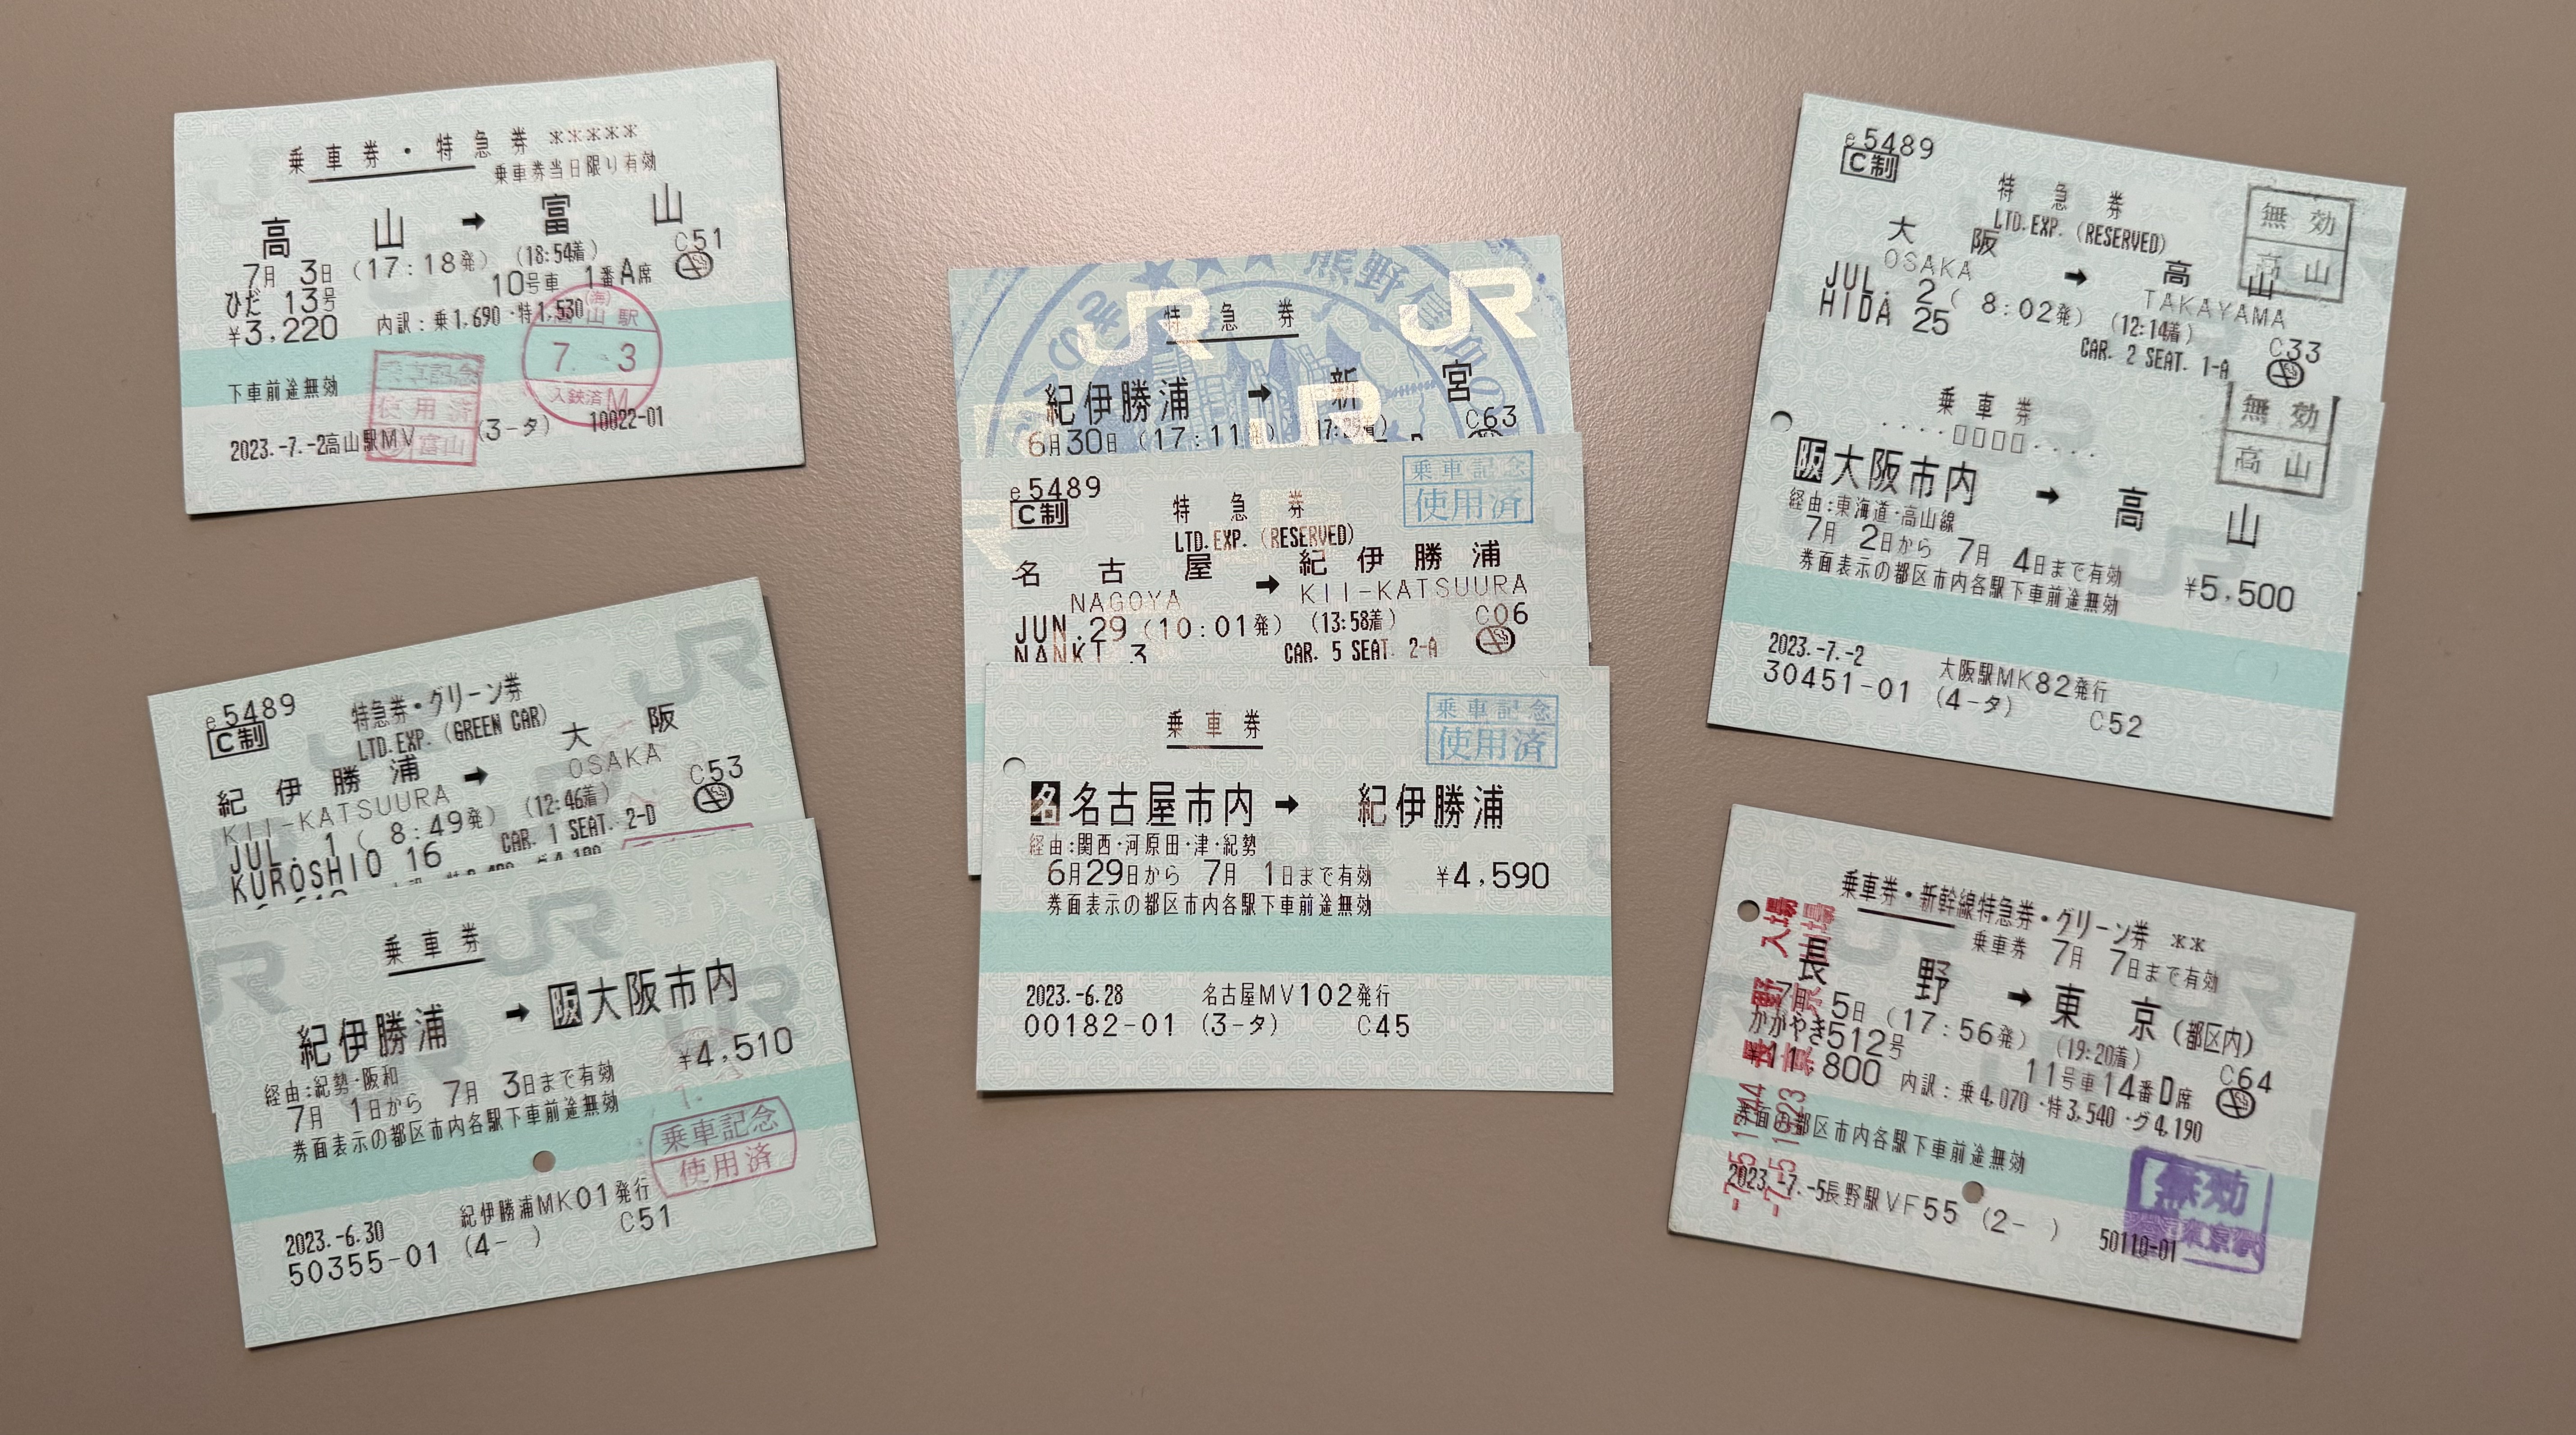 乗車券・特急券 *****
乗車券当日限り有効
高山 → 富山
C51
7月 3日 (17:18発) (18:54着)
ひだ 13号 10号車 1番A席
¥3,220 内訳:乗1,690・特1,530
(海)
山駅
7. 3
入鋏済M
乗車記念
使用済
富山
下車前途無効
2023.-7.-2高山駅MV (3-タ) 10022-01
e5489
C制
特急券・グリーン券
LTD.EXP.(GREEN CAR)
紀伊勝浦 → 大阪
KII-KATSUURA OSAKA
C53
JUL. 1 ( 8:49発) (12:46着)
KUROSHIO 16 CAR. 1 SEAT. 2-D
乗車券
紀伊勝浦 → 阪大阪市内
経由:紀勢・阪和
¥4,510
7月 1日から 7月 3日まで有効
券面表示の都区市内各駅下車前途無効
乗車記念
使用済
2023.-6.30 紀伊勝浦MK01発行
50355-01 (4- ) C51
熊野
JR JR
特急券
紀伊勝浦 → 新宮
JR
C63
6月30日 (17:11発)
e5489
C制
特急券
LTD.EXP.(RESERVED)
乗車記念
使用済
名古屋 → 紀伊勝浦
NAGOYA KII-KATSUURA
C06
JUN.29 (10:01発) (13:58着)
NANKI 3 CAR. 5 SEAT. 2-A
乗車券
乗車記念
使用済
名名古屋市内 → 紀伊勝浦
経由:関西・河原田・津・紀勢
6月29日から 7月 1日まで有効 ¥4,590
券面表示の都区市内各駅下車前途無効
2023.-6.28 名古屋MV102発行
00182-01 (3-タ) C45
e5489
C制
特急券
LTD.EXP.(RESERVED)
無効
高山
大阪 → 高山
OSAKA TAKAYAMA
JUL. 2 ( 8:02発) (12:14着)
C33
HIDA 25 CAR. 2 SEAT. 1-A
乗車券
無効
高山
....□□□□....
阪大阪市内 → 高山
経由:東海道・高山線
7月 2日から 7月 4日まで有効 ¥5,500
券面表示の都区市内各駅下車前途無効
2023.-7.-2 大阪駅MK82発行
30451-01 (4-タ) C52
乗車券・新幹線特急券・グリーン券 **
乗車券 7月 7日まで有効
長野 → 東京(都区内)
7月 5日 (17:56発) (19:20着)
C64
かがやき512号 11号車14番D席
¥11,800 内訳:乗4,070・特3,540・グ4,190
券面表示の都区市内各駅下車前途無効
2023.-7.-5長野駅VF55 (2- ) 50110-01
無効
東京駅
長野 入場
-7.-5 1744
-7.-5 1923